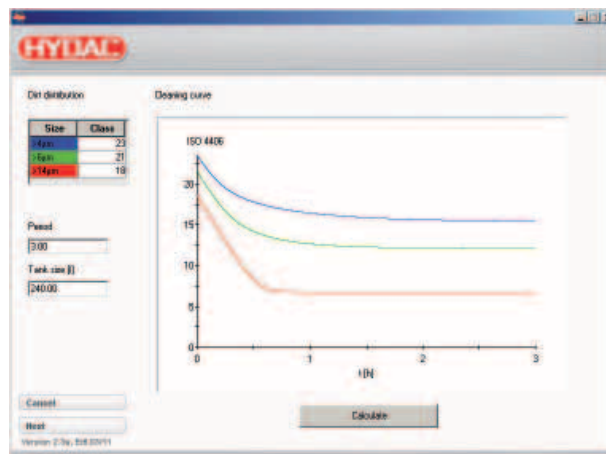 HYDAC
Dirt distribution
Cleaning curve
Size Class
>4µm 23
>6µm 21
>14µm 18
ISO 4406
20
15
10
5
0
0 1 2 3
t [h]
Period
3.00
Tank size [l]
240.00
Calculate
Cancel
Next
Version